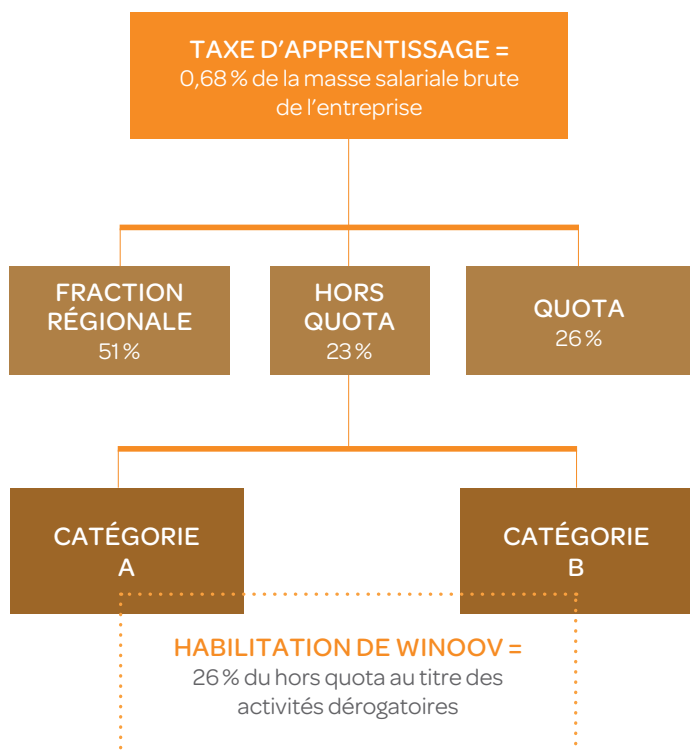 TAXE D'APPRENTISSAGE =
0,68 % de la masse salariale brute
de l'entreprise
FRACTION
RÉGIONALE
51 %
HORS
QUOTA
23 %
QUOTA
26 %
CATÉGORIE
A
CATÉGORIE
B
HABILITATION DE WINOOV =
26 % du hors quota au titre des
activités dérogatoires